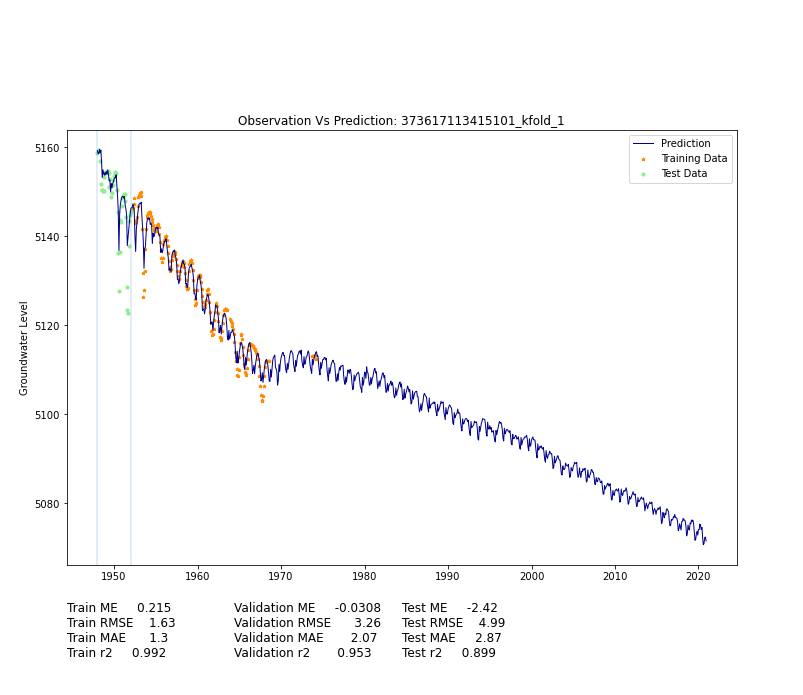 Observation Vs Prediction: 373617113415101_kfold_1
Prediction
Training Data
Test Data
5160
5140
5120
5100
5080
Groundwater Level
1950 1960 1970 1980 1990 2000 2010 2020
Train ME 0.215 Validation ME -0.0308 Test ME -2.42
Train RMSE 1.63 Validation RMSE 3.26 Test RMSE 4.99
Train MAE 1.3 Validation MAE 2.07 Test MAE 2.87
Train r2 0.992 Validation r2 0.953 Test r2 0.899